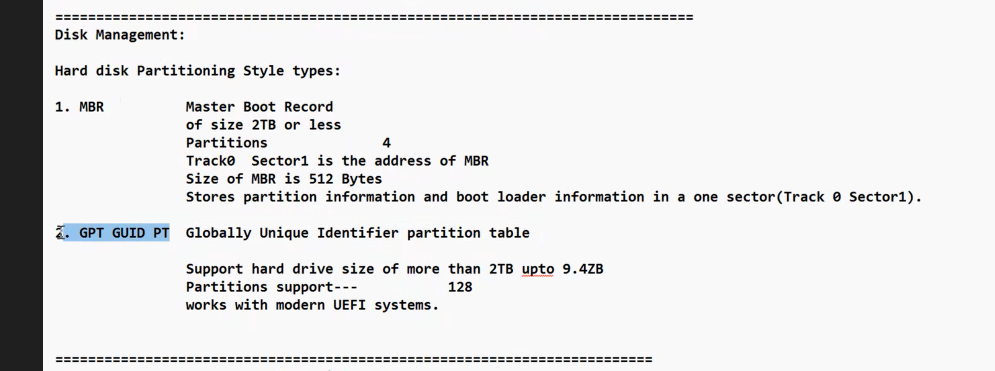 ======================================================================
Disk Management:
Hard disk Partitioning Style types:
1. MBR Master Boot Record
of size 2TB or less
Partitions 4
Track0 Sector1 is the address of MBR
Size of MBR is 512 Bytes
Stores partition information and boot loader information in a one sector(Track 0 Sector1).
2. GPT GUID PT Globally Unique Identifier partition table
Support hard drive size of more than 2TB upto 9.4ZB
Partitions support--- 128
works with modern UEFI systems.
======================================================================